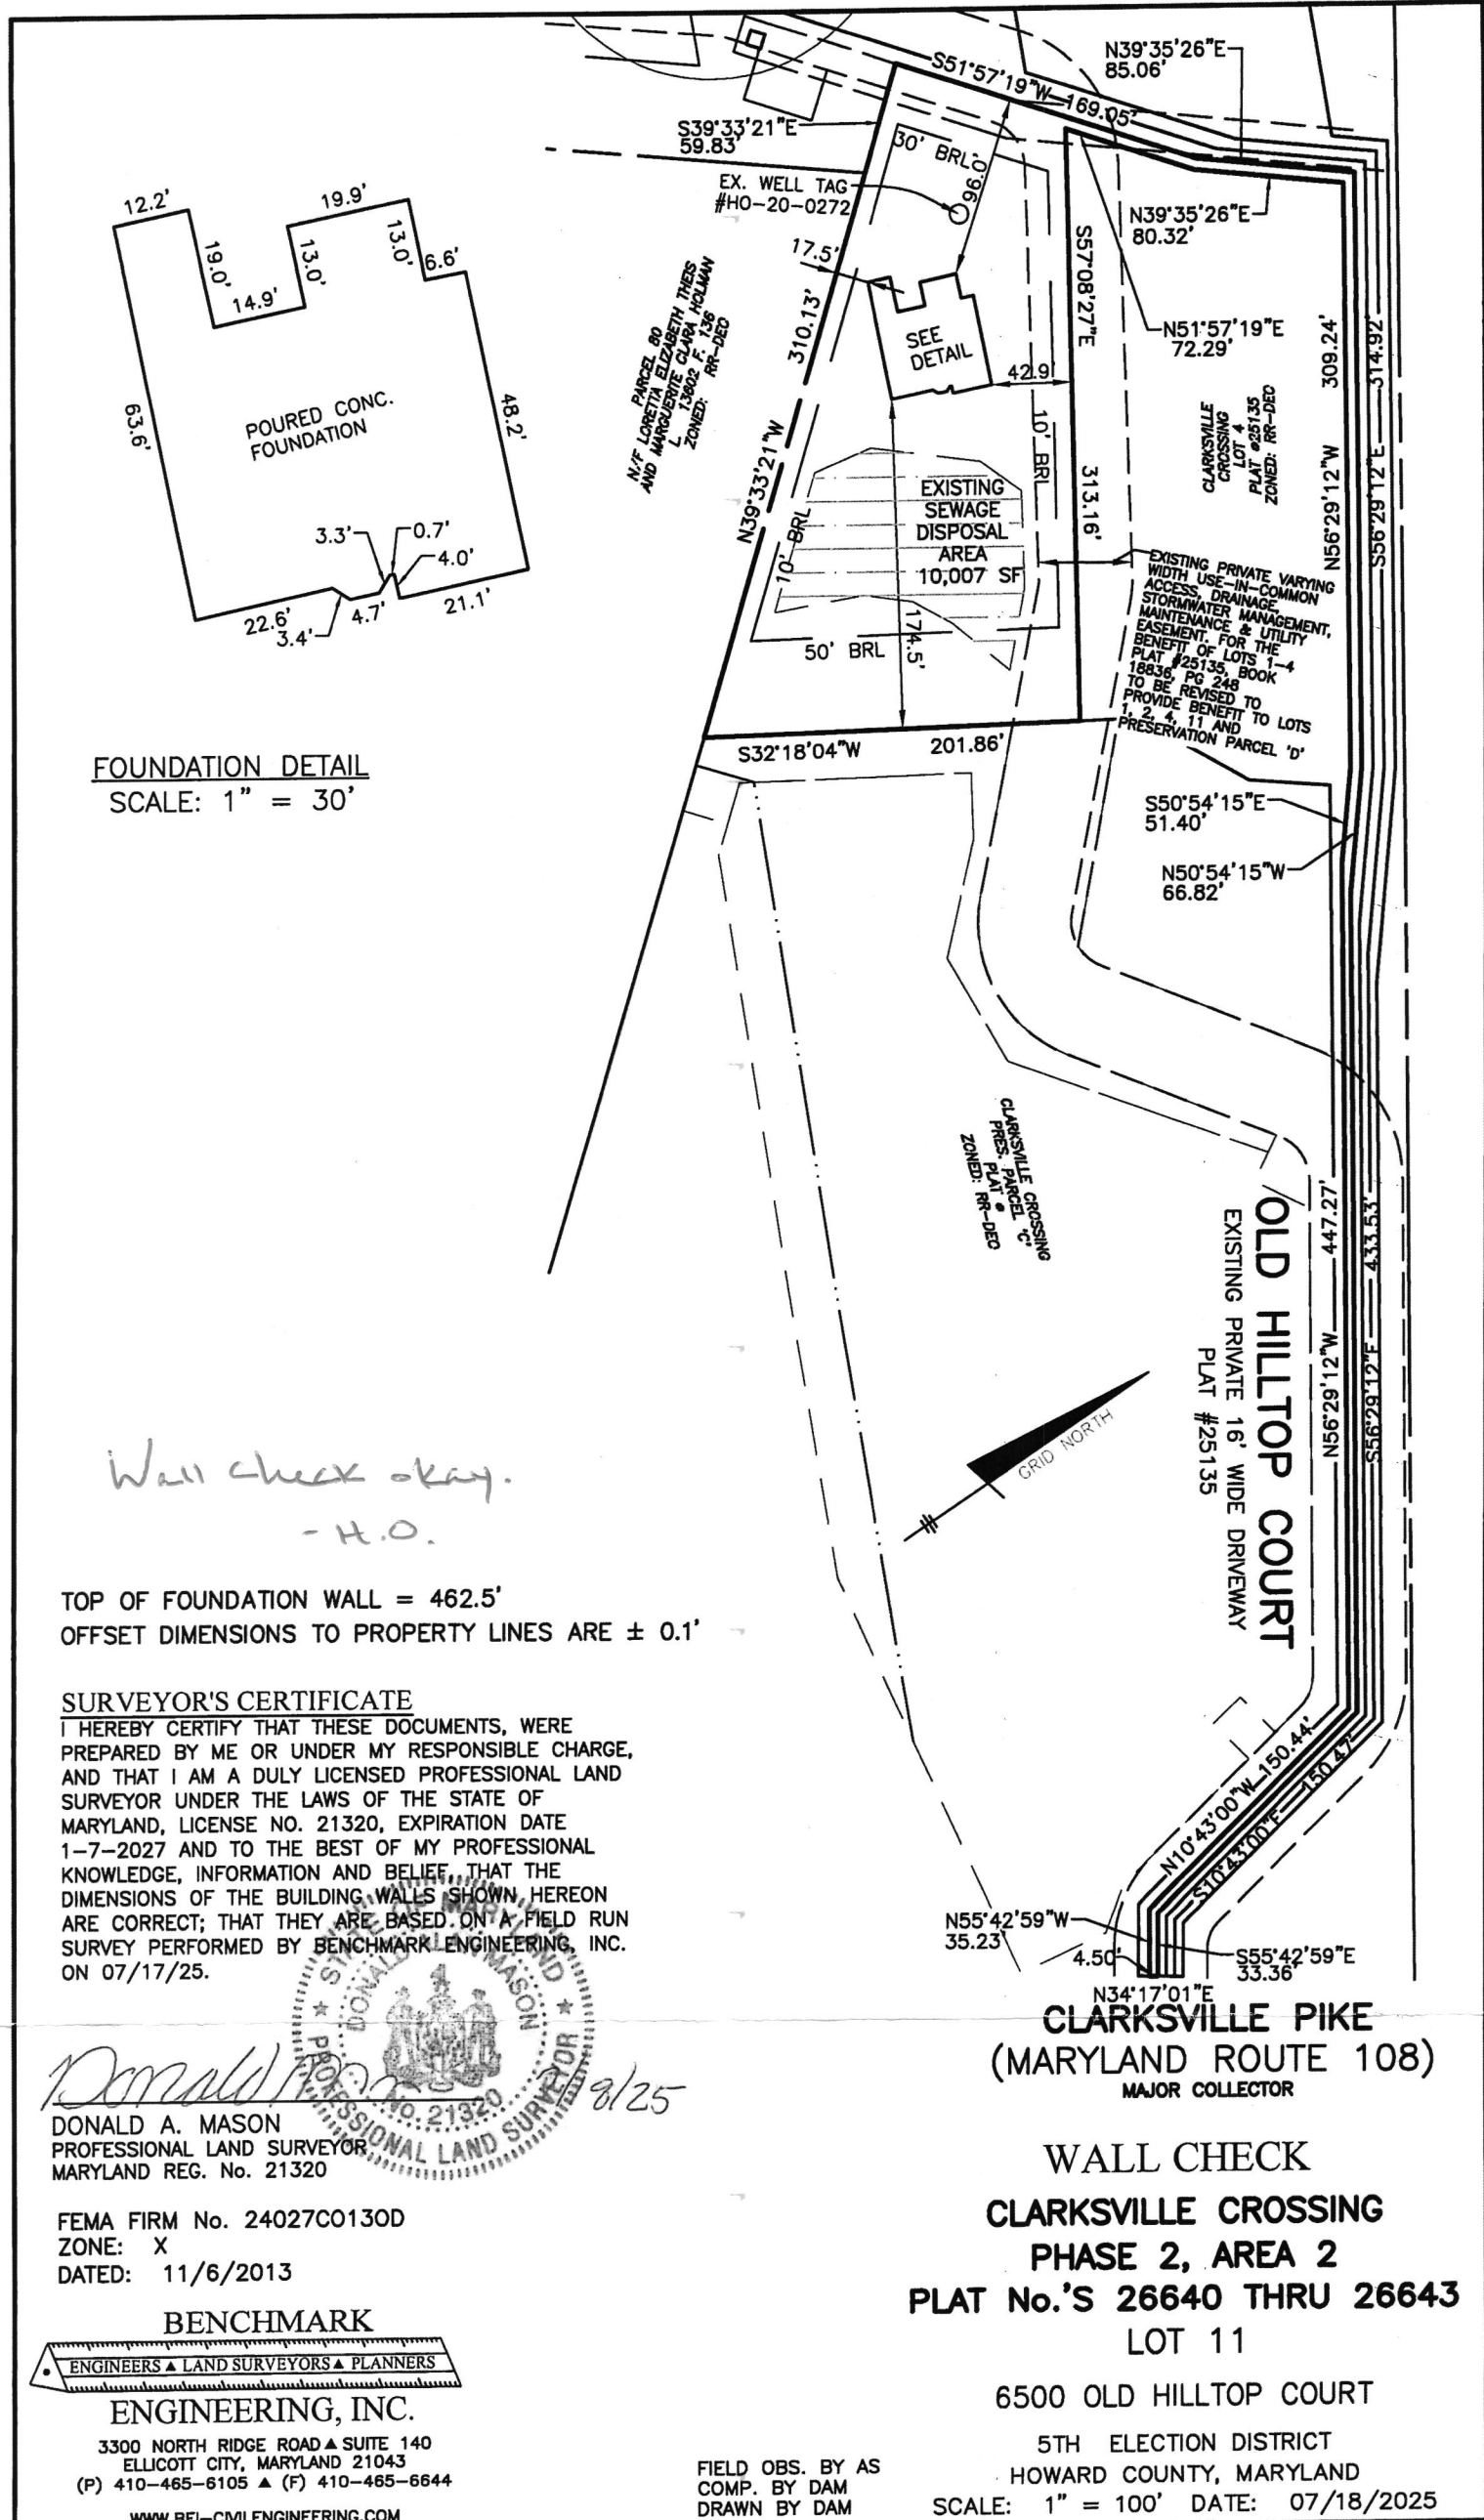 S51°57'19"W 169.05'
N39°35'26"E
85.06'
S39°33'21"E
59.83'
30' BRL
96.0'
EX. WELL TAG
#HO-20-0272
N39°35'26"E
80.32'
17.5'
S57°08'27"E
313.16'
N51°57'19"E
72.29'
309.24'
N56°29'12"W
314.92'
S56°29'12"E
310.13'
N39°33'21"W
PARCEL 80
N/F LORETTA ELIZABETH THEIS
AND MARGUERITE CLARA HOLMAN
L. 13602 F. 136
ZONED: RR-DEO
SEE
DETAIL
42.9'
10' BRL
CLARKSVILLE
CROSSING
LOT 4
PLAT #25135
ZONED: RR-DEO
EXISTING
SEWAGE
DISPOSAL
AREA
10,007 SF
10' BRL
50' BRL
174.5'
EXISTING PRIVATE VARYING
WIDTH USE-IN-COMMON
ACCESS, DRAINAGE,
STORMWATER MANAGEMENT,
MAINTENANCE & UTILITY
EASEMENT. FOR THE
BENEFIT OF LOTS 1-4
PLAT #25135, BOOK
18836, PG 248
TO BE REVISED TO
PROVIDE BENEFIT TO LOTS
1, 2, 4, 11 AND
PRESERVATION PARCEL 'D'
S32°18'04"W
201.86'
S50°54'15"E
51.40'
N50°54'15"W
66.82'
12.2'
19.0'
14.9'
13.0'
19.9'
13.0'
6.6'
63.6'
48.2'
POURED CONC.
FOUNDATION
3.3'
0.7'
4.0'
22.6'
3.4'
4.7'
21.1'
FOUNDATION DETAIL
SCALE: 1" = 30'
CLARKSVILLE CROSSING
PRES. PARCEL 'C'
PLAT #
ZONED: RR-DEO
OLD HILLTOP COURT
EXISTING PRIVATE 16' WIDE DRIVEWAY
PLAT #25135
N56°29'12"W 447.27'
S56°29'12"E 433.53'
GRID NORTH
N10°43'00"W 150.44'
S10°43'00"E 150.47'
N55°42'59"W
35.23'
4.50'
N34°17'01"E
S55°42'59"E
33.36'
Wall check okay.
- H.O.
TOP OF FOUNDATION WALL = 462.5'
OFFSET DIMENSIONS TO PROPERTY LINES ARE ± 0.1'
SURVEYOR'S CERTIFICATE
I HEREBY CERTIFY THAT THESE DOCUMENTS, WERE
PREPARED BY ME OR UNDER MY RESPONSIBLE CHARGE,
AND THAT I AM A DULY LICENSED PROFESSIONAL LAND
SURVEYOR UNDER THE LAWS OF THE STATE OF
MARYLAND, LICENSE NO. 21320, EXPIRATION DATE
1-7-2027 AND TO THE BEST OF MY PROFESSIONAL
KNOWLEDGE, INFORMATION AND BELIEF, THAT THE
DIMENSIONS OF THE BUILDING WALLS SHOWN HEREON
ARE CORRECT; THAT THEY ARE BASED ON A FIELD RUN
SURVEY PERFORMED BY BENCHMARK ENGINEERING, INC.
ON 07/17/25.
STATE OF MARYLAND
DONALD ALAN MASON
No. 21320
PROFESSIONAL LAND SURVEYOR
Donald
8/25
DONALD A. MASON
PROFESSIONAL LAND SURVEYOR
MARYLAND REG. No. 21320
FEMA FIRM No. 24027C0130D
ZONE: X
DATED: 11/6/2013
BENCHMARK
ENGINEERS ▲ LAND SURVEYORS ▲ PLANNERS
ENGINEERING, INC.
3300 NORTH RIDGE ROAD ▲ SUITE 140
ELLICOTT CITY, MARYLAND 21043
(P) 410-465-6105 ▲ (F) 410-465-6644
WWW.BEI-CIVILENGINEERING.COM
FIELD OBS. BY AS
COMP. BY DAM
DRAWN BY DAM
CLARKSVILLE PIKE
(MARYLAND ROUTE 108)
MAJOR COLLECTOR
WALL CHECK
CLARKSVILLE CROSSING
PHASE 2, AREA 2
PLAT No.'S 26640 THRU 26643
LOT 11
6500 OLD HILLTOP COURT
5TH ELECTION DISTRICT
HOWARD COUNTY, MARYLAND
SCALE: 1" = 100' DATE: 07/18/2025